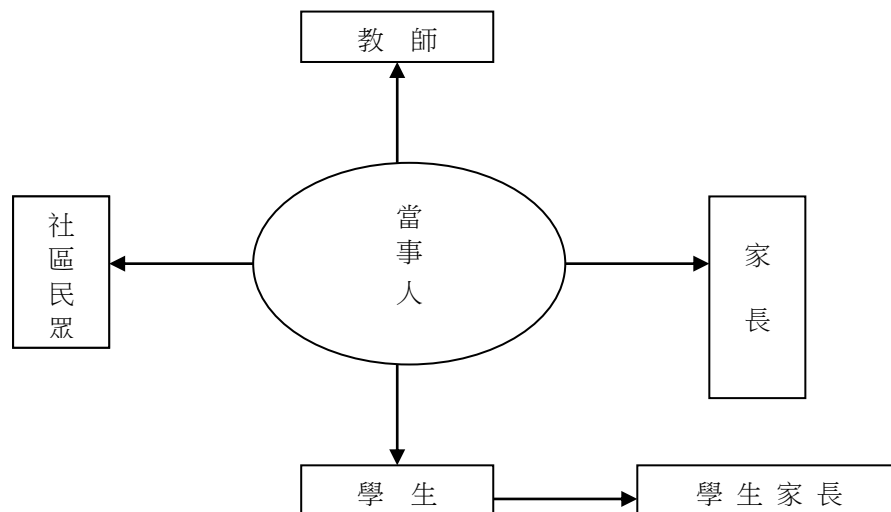 教 師
當事人
社區民眾
家長
學 生
學 生 家 長